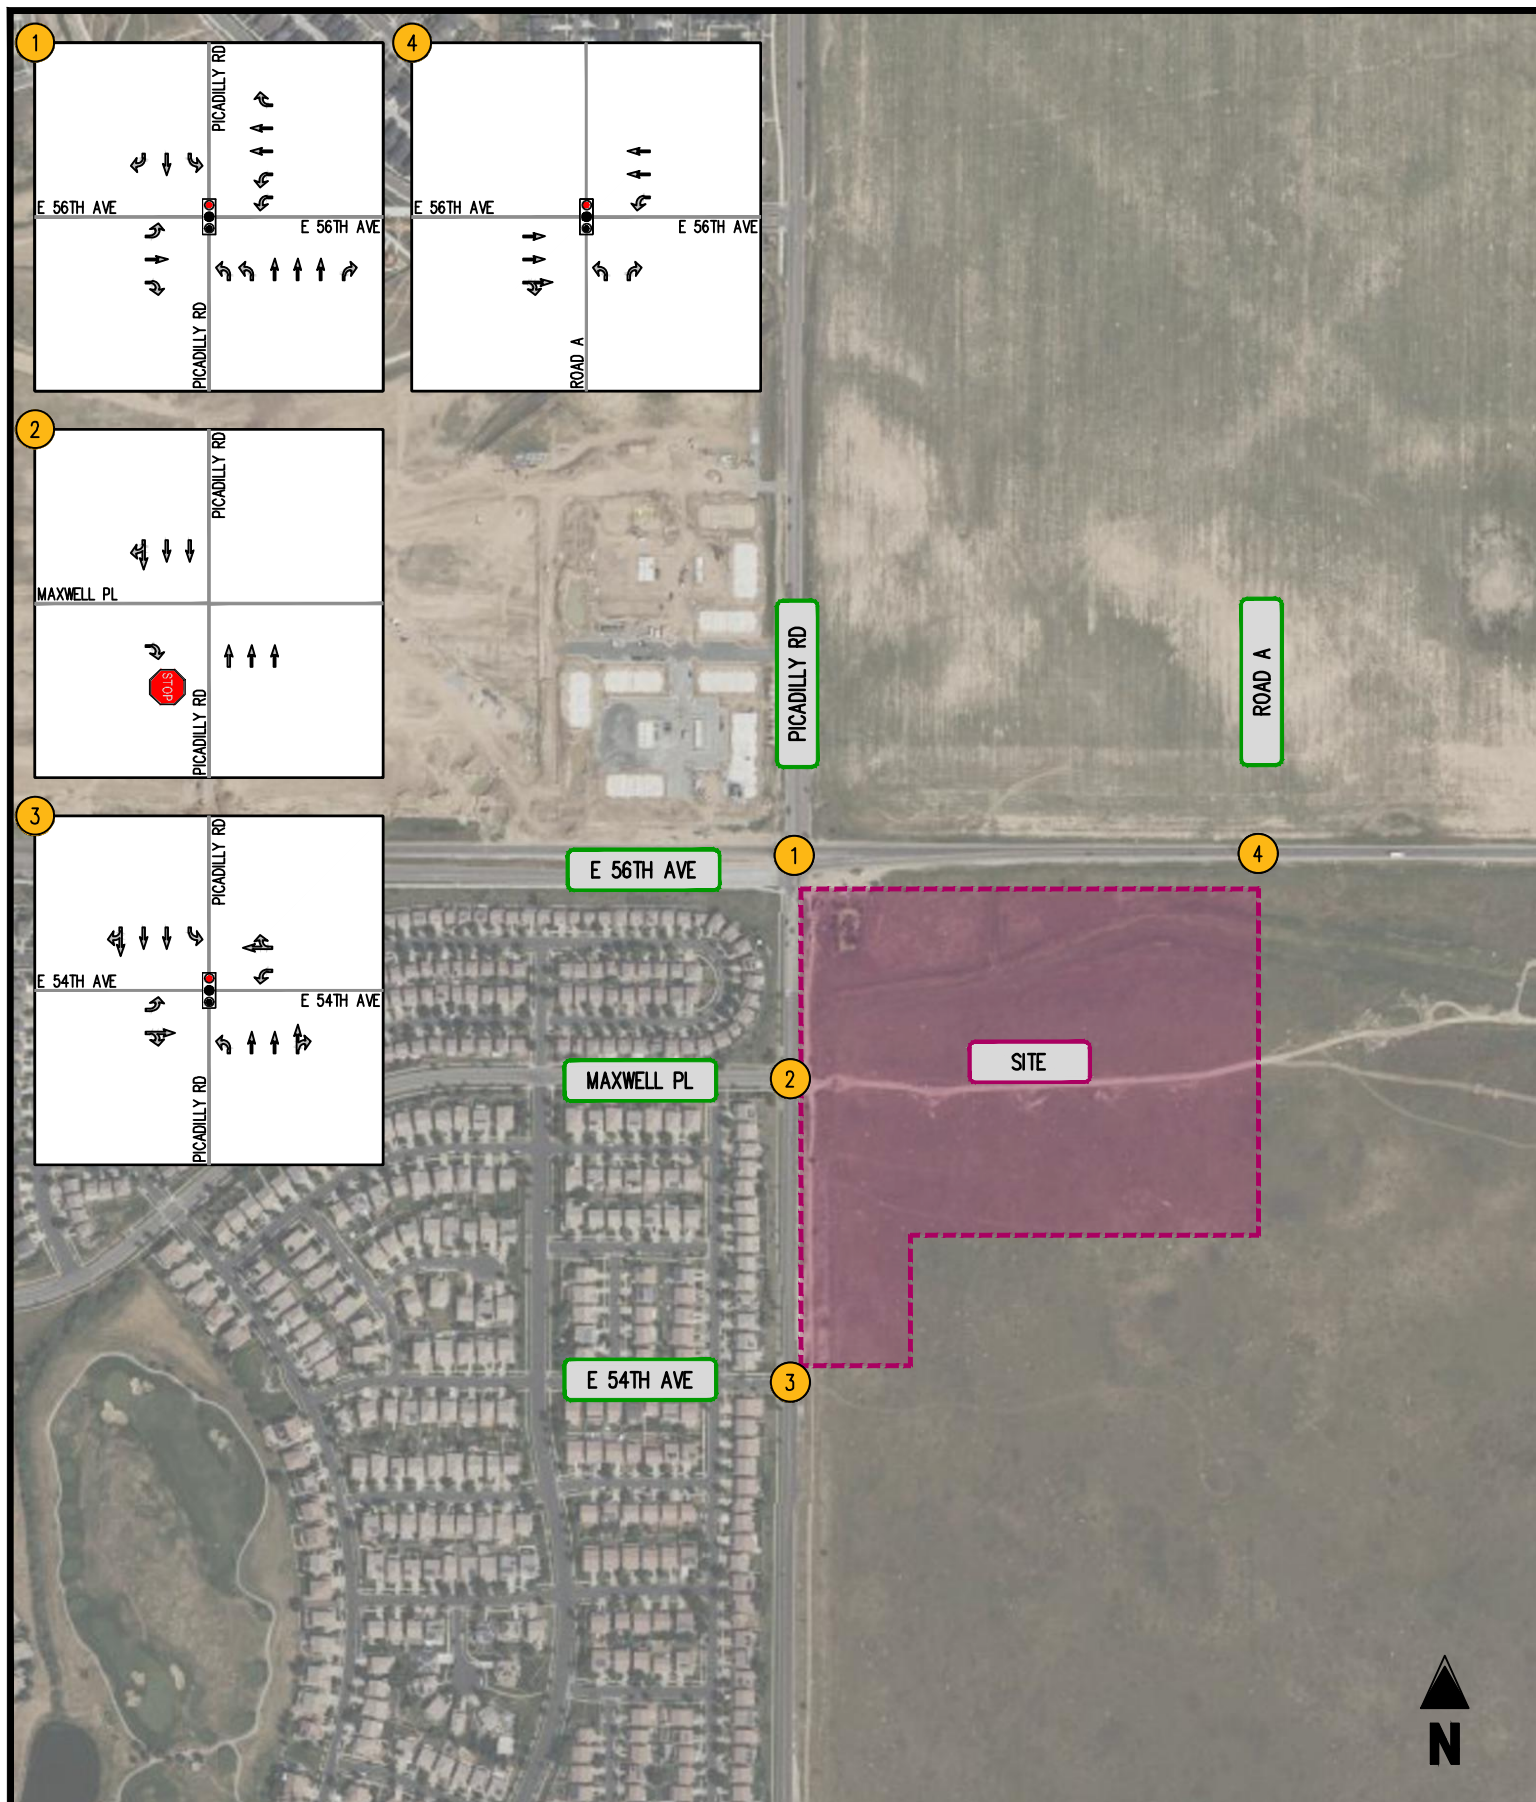 1
PICADILLY RD
E 56TH AVE
E 56TH AVE
PICADILLY RD
4
E 56TH AVE
E 56TH AVE
ROAD A
2
PICADILLY RD
MAXWELL PL
STOP
PICADILLY RD
3
PICADILLY RD
E 54TH AVE
E 54TH AVE
PICADILLY RD
PICADILLY RD
ROAD A
E 56TH AVE
1
4
SITE
MAXWELL PL
2
E 54TH AVE
3
N